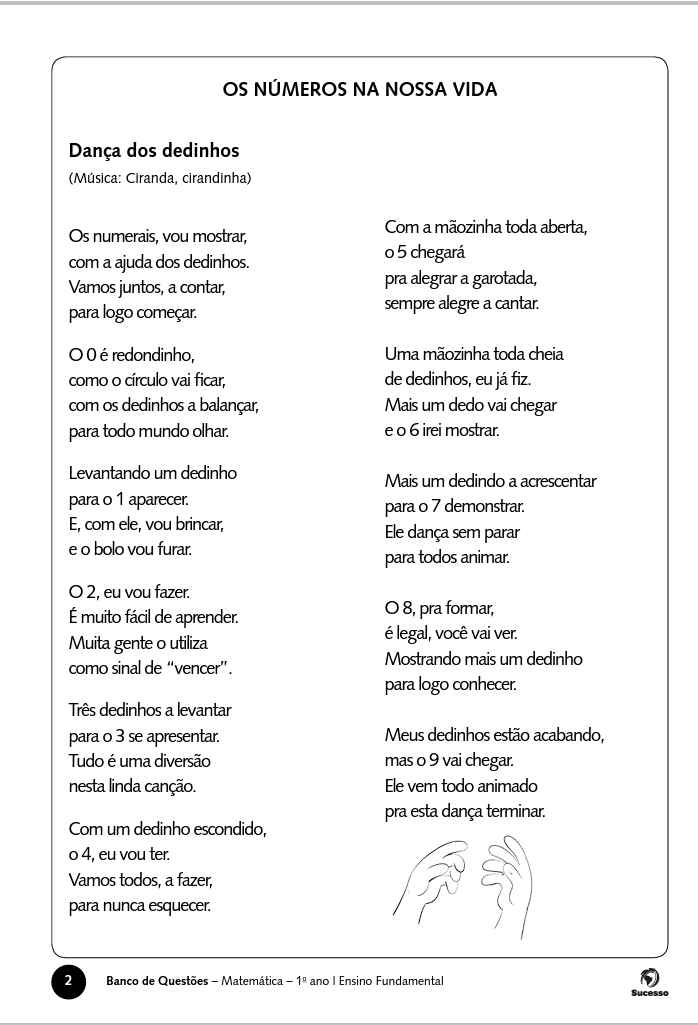 OS NÚMEROS NA NOSSA VIDA
Dança dos dedinhos
(Música: Ciranda, cirandinha)
Os numerais, vou mostrar,
com a ajuda dos dedinhos.
Vamos juntos, a contar,
para logo começar.
O 0 é redondinho,
como o círculo vai ficar,
com os dedinhos a balançar,
para todo mundo olhar.
Levantando um dedinho
para o 1 aparecer.
E, com ele, vou brincar,
e o bolo vou furar.
O 2, eu vou fazer.
É muito fácil de aprender.
Muita gente o utiliza
como sinal de “vencer”.
Três dedinhos a levantar
para o 3 se apresentar.
Tudo é uma diversão
nesta linda canção.
Com um dedinho escondido,
o 4, eu vou ter.
Vamos todos, a fazer,
para nunca esquecer.
Com a mãozinha toda aberta,
o 5 chegará
pra alegrar a garotada,
sempre alegre a cantar.
Uma mãozinha toda cheia
de dedinhos, eu já fiz.
Mais um dedo vai chegar
e o 6 irei mostrar.
Mais um dedindo a acrescentar
para o 7 demonstrar.
Ele dança sem parar
para todos animar.
O 8, pra formar,
é legal, você vai ver.
Mostrando mais um dedinho
para logo conhecer.
Meus dedinhos estão acabando,
mas o 9 vai chegar.
Ele vem todo animado
pra esta dança terminar.
2 Banco de Questões – Matemática – 1º ano | Ensino Fundamental
Sucesso